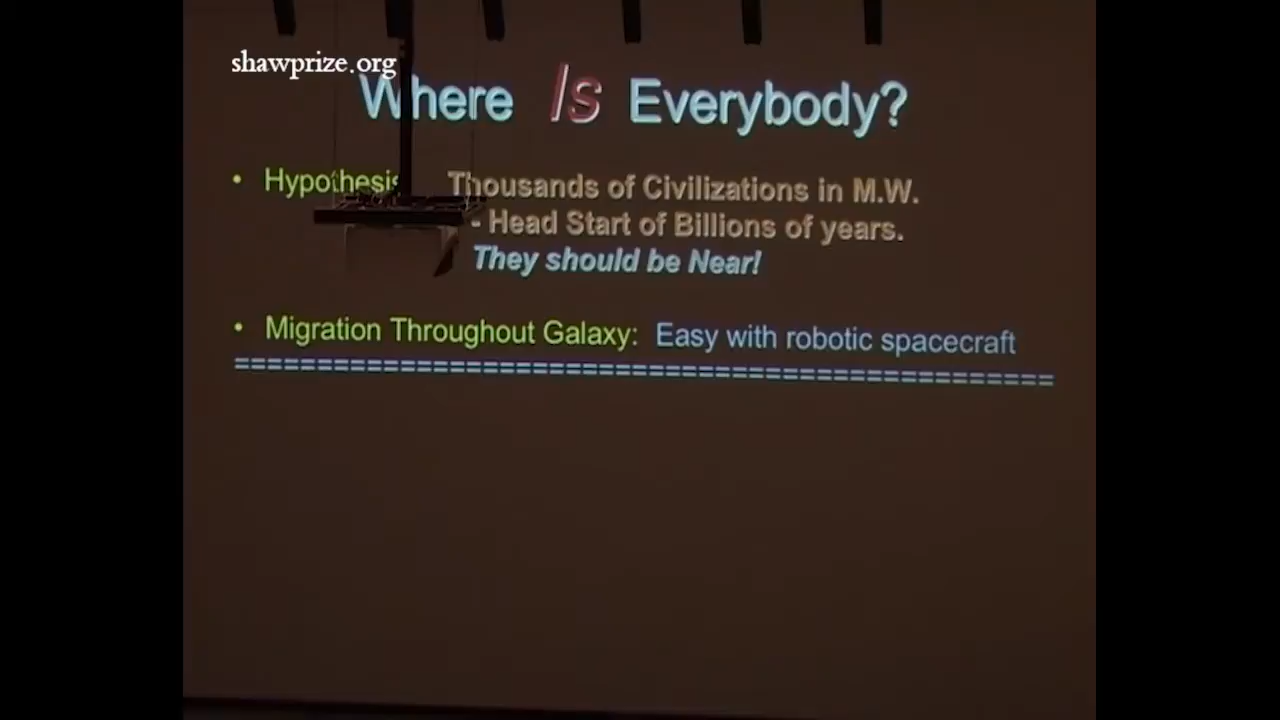 shawprize.org
Where Is Everybody?
• Hypothesis Thousands of Civilizations in M.W.
- Head Start of Billions of years.
They should be Near!
• Migration Throughout Galaxy: Easy with robotic spacecraft
============================================================